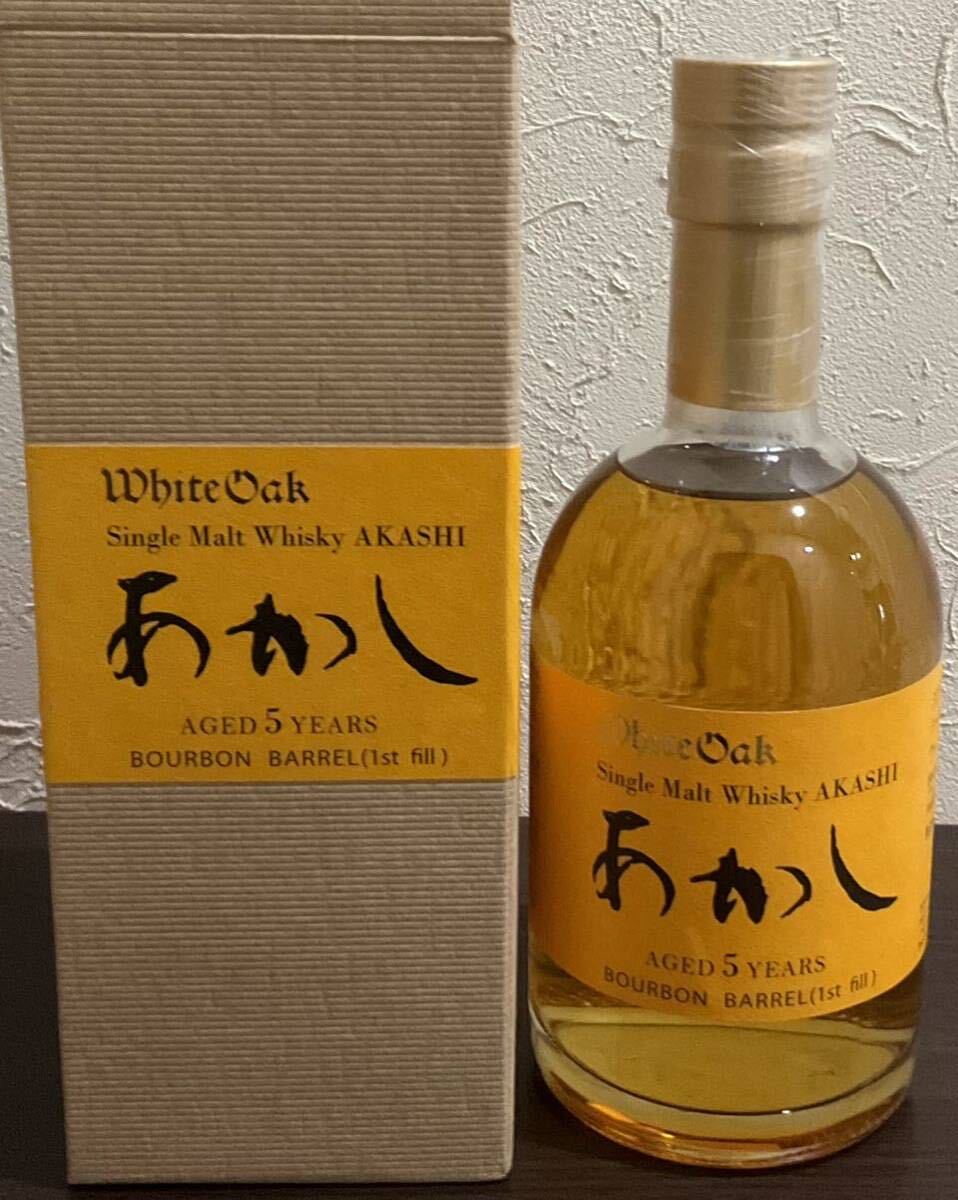 White Oak
Single Malt Whisky AKASHI
あかし
AGED 5 YEARS
BOURBON BARREL(1st fill)
White Oak
Single Malt Whisky AKASHI
あかし
AGED 5 YEARS
BOURBON BARREL(1st fill)